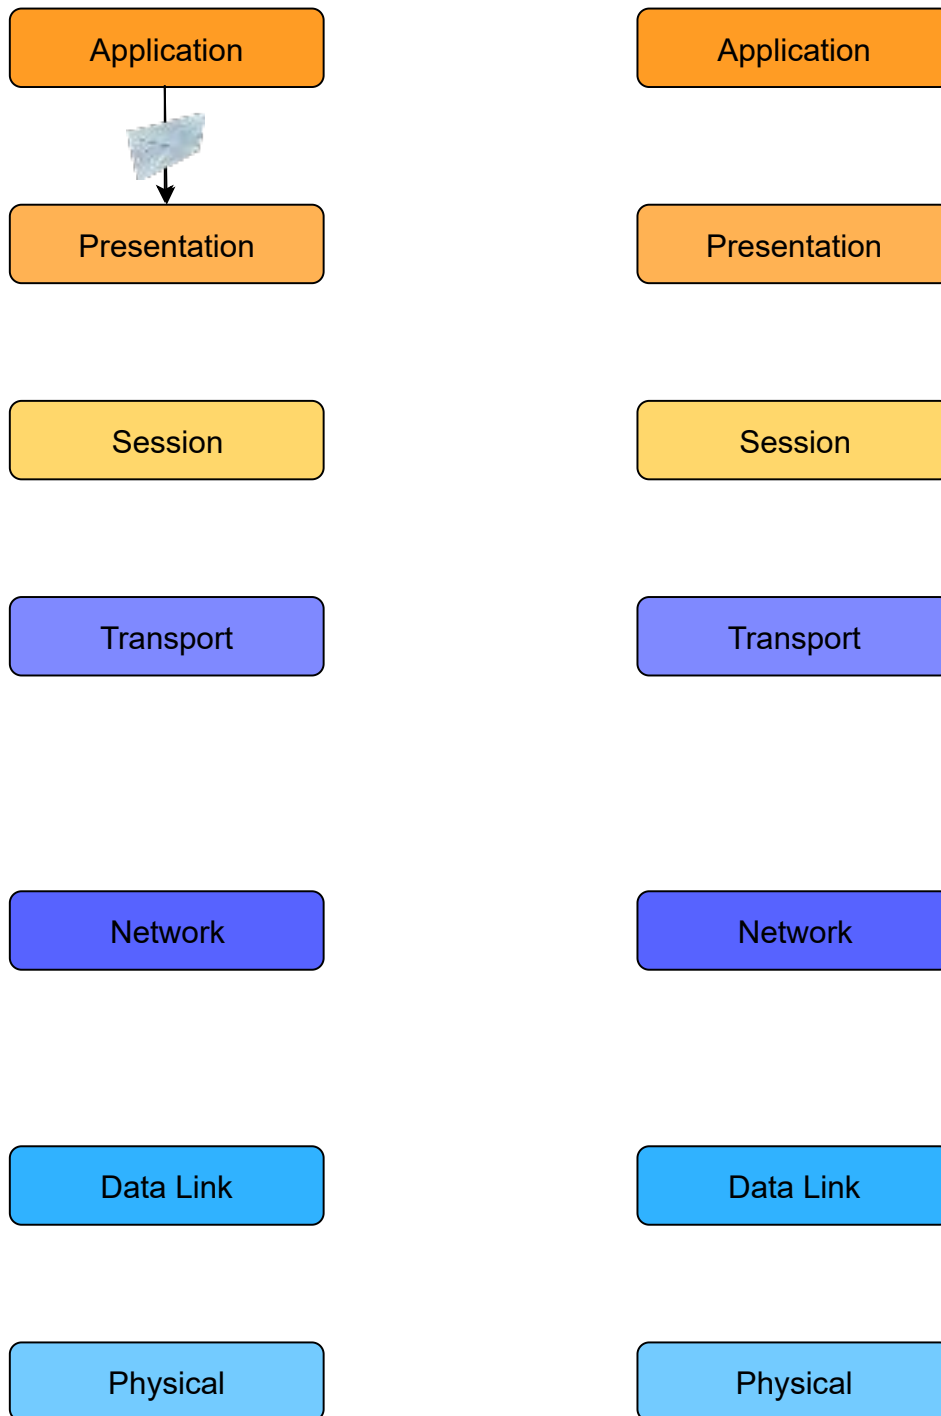 Application
Application
Presentation
Presentation
Session
Session
Transport
Transport
Network
Network
Data Link
Data Link
Physical
Physical